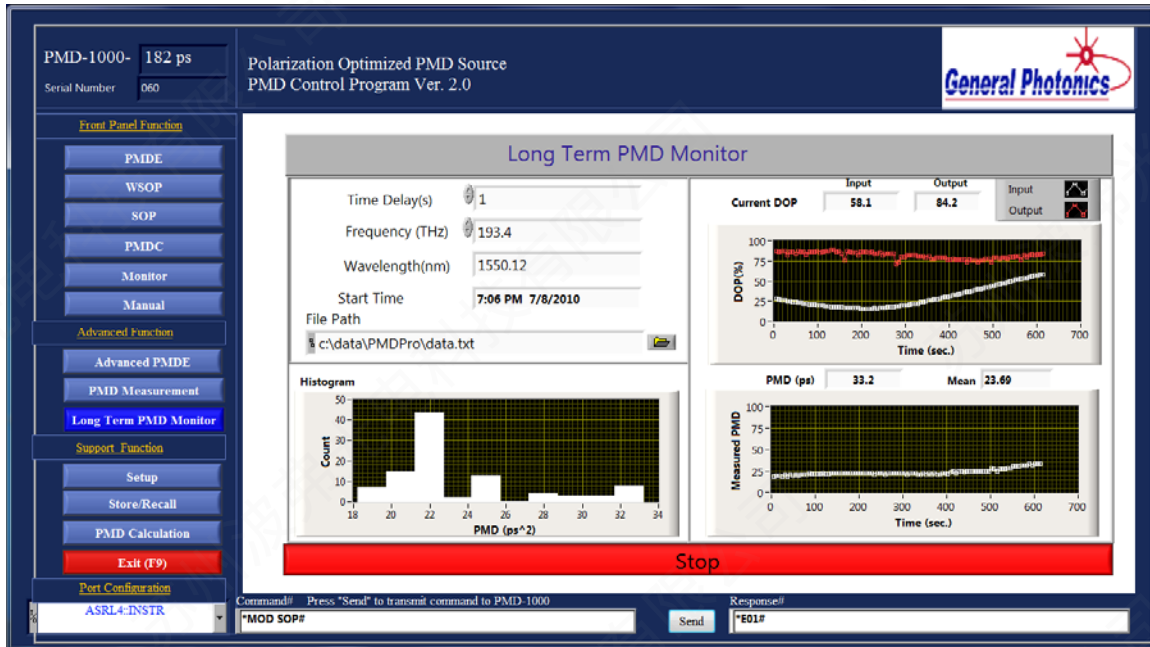 PMD-1000- 182 ps
Serial Number 060
Polarization Optimized PMD Source
PMD Control Program Ver. 2.0
General Photonics
Front Panel Function
PMDE
WSOP
SOP
PMDC
Monitor
Manual
Advanced Function
Advanced PMDE
PMD Measurement
Long Term PMD Monitor
Support Function
Setup
Store/Recall
PMD Calculation
Exit (F9)
Port Configuration
ASRL4::INSTR
Long Term PMD Monitor
Time Delay(s) 1
Frequency (THz) 193.4
Wavelength(nm) 1550.12
Start Time 7:06 PM 7/8/2010
File Path
c:\data\PMDPro\data.txt
Histogram
Count
50
40
30
20
10
0
18 20 22 24 26 28 30 32 34
PMD (ps^2)
Input Output
Current DOP 58.1 84.2
Input
Output
DOP(%)
100
75
50
25
0
0 100 200 300 400 500 600 700
Time (sec.)
PMD (ps) 33.2 Mean 23.69
Measured PMD
100
75
50
25
0
0 100 200 300 400 500 600 700
Time (sec.)
Stop
Command# Press "Send" to transmit command to PMD-1000
*MOD SOP#
Send
Response#
*E01#